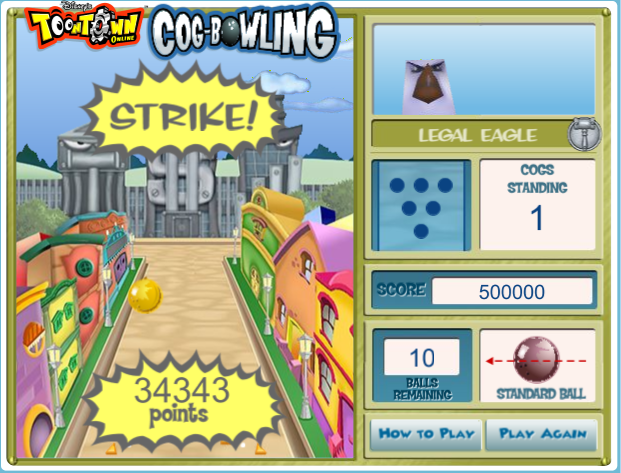 Disney's
TOONTOWN
ONLINE
COG-BOWLING
STRIKE!
LEGAL EAGLE
COGS
STANDING
1
SCORE 500000
34343
points
10
BALLS
REMAINING
STANDARD BALL
HOW TO PLAY
PLAY AGAIN